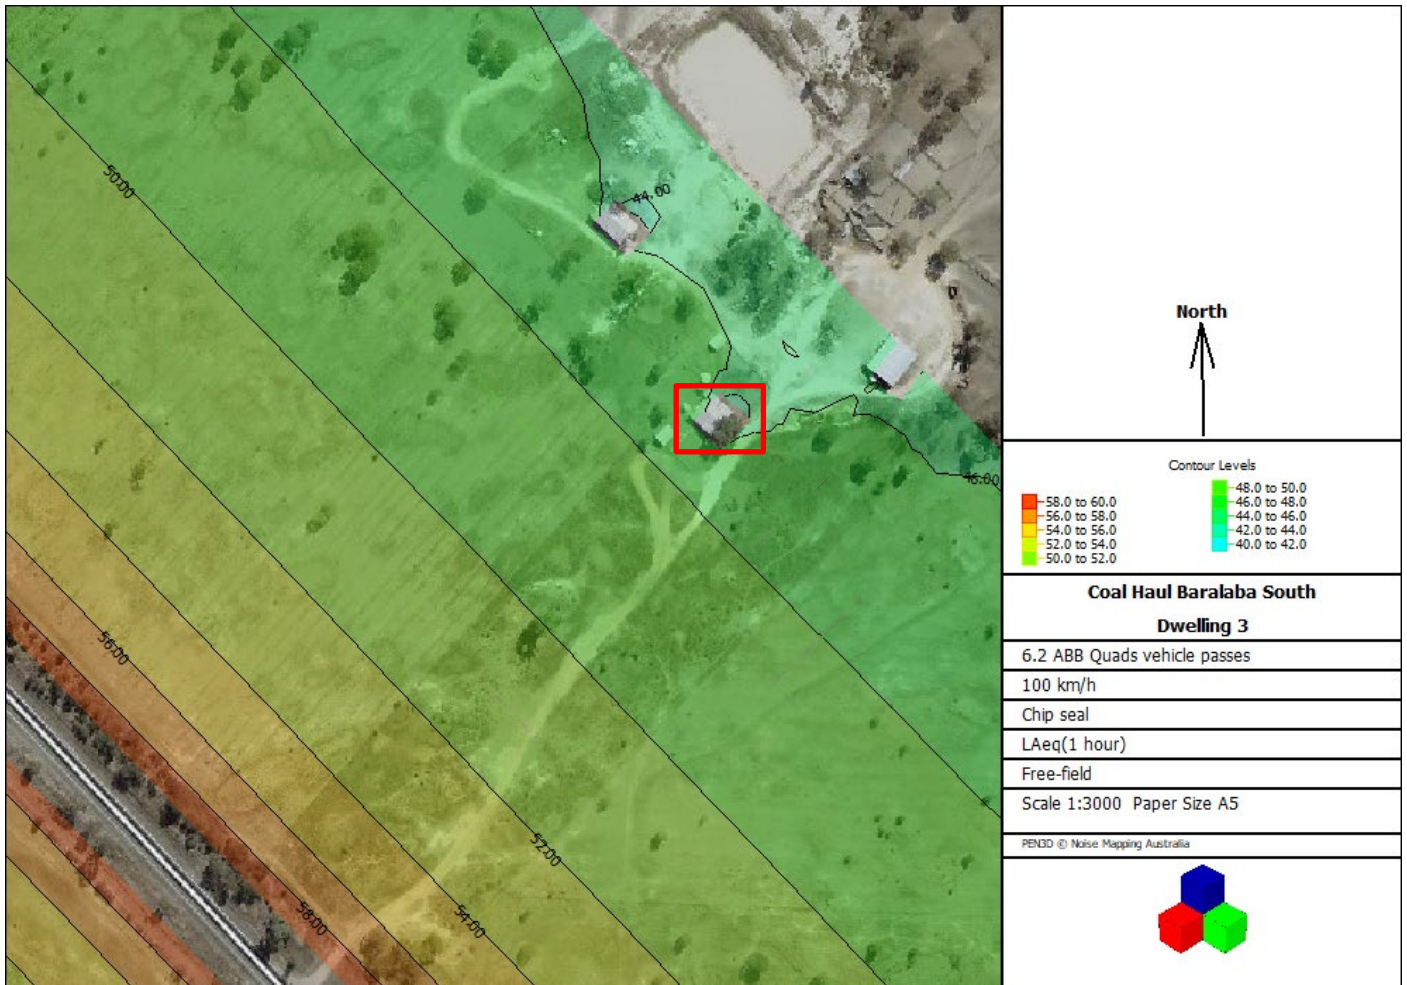 50.00
44.00
46.00
56.00
52.00
58.00
54.00
North
Contour Levels
58.0 to 60.0
56.0 to 58.0
54.0 to 56.0
52.0 to 54.0
50.0 to 52.0
48.0 to 50.0
46.0 to 48.0
44.0 to 46.0
42.0 to 44.0
40.0 to 42.0
Coal Haul Baralaba South
Dwelling 3
6.2 ABB Quads vehicle passes
100 km/h
Chip seal
LAeq(1 hour)
Free-field
Scale 1:3000 Paper Size A5
PEN3D © Noise Mapping Australia